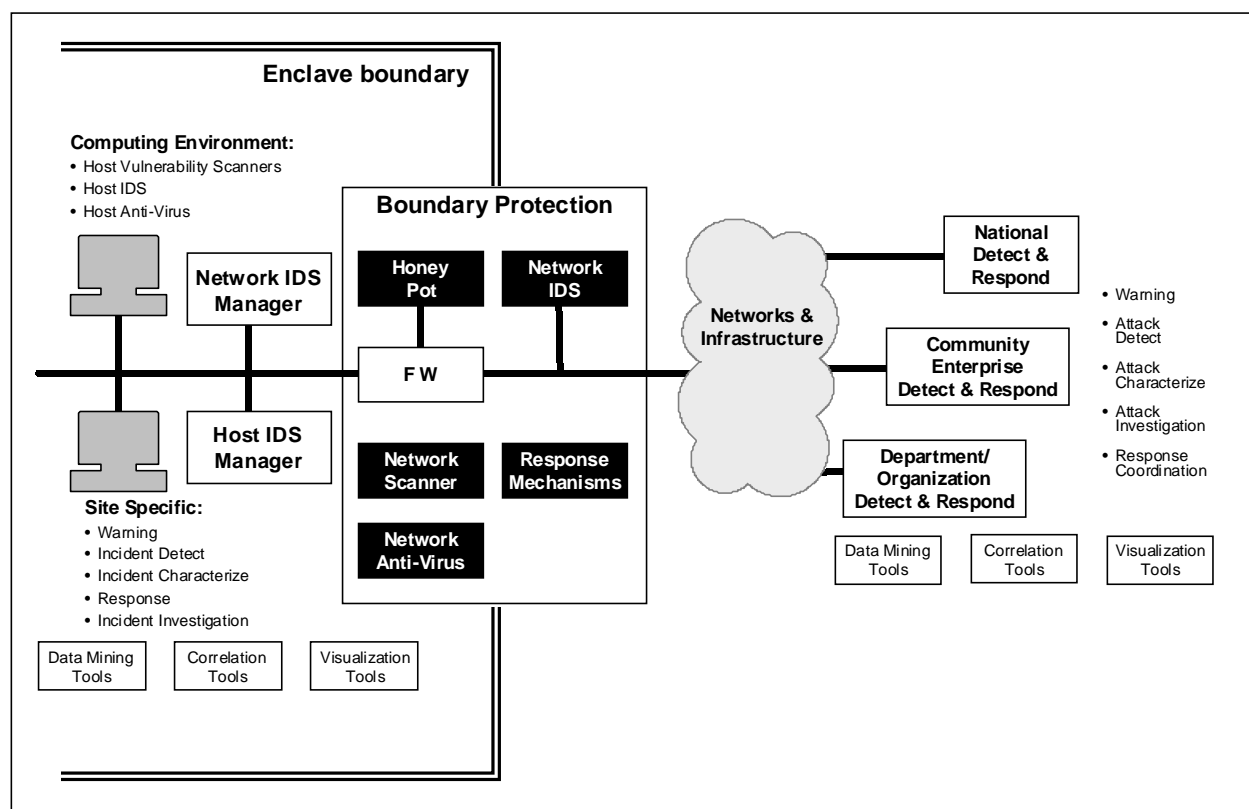 Enclave boundary
Computing Environment:
• Host Vulnerability Scanners
• Host IDS
• Host Anti-Virus
Network IDS
Manager
Host IDS
Manager
Site Specific:
• Warning
• Incident Detect
• Incident Characterize
• Response
• Incident Investigation
Data Mining
Tools
Correlation
Tools
Visualization
Tools
Boundary Protection
Honey
Pot
Network
IDS
FW
Network
Scanner
Response
Mechanisms
Network
Anti-Virus
Networks &
Infrastructure
National
Detect &
Respond
Community
Enterprise
Detect & Respond
Department/
Organization
Detect & Respond
• Warning
• Attack
Detect
• Attack
Characterize
• Attack
Investigation
• Response
Coordination
Data Mining
Tools
Correlation
Tools
Visualization
Tools